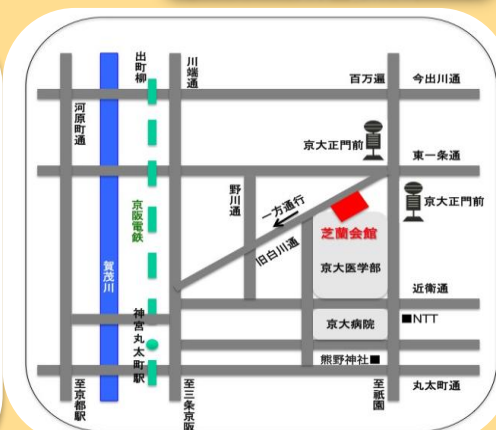 出町柳
川端通
百万遍
今出川通
河原町通
京大正門前
東一条通
野川通
一方通行
京大正門前
京阪電鉄
旧白川通
芝蘭会館
賀茂川
京大医学部
近衛通
神宮丸太町駅
京大病院
■NTT
熊野神社■
丸太町通
至京都駅
至三条京阪
至祇園